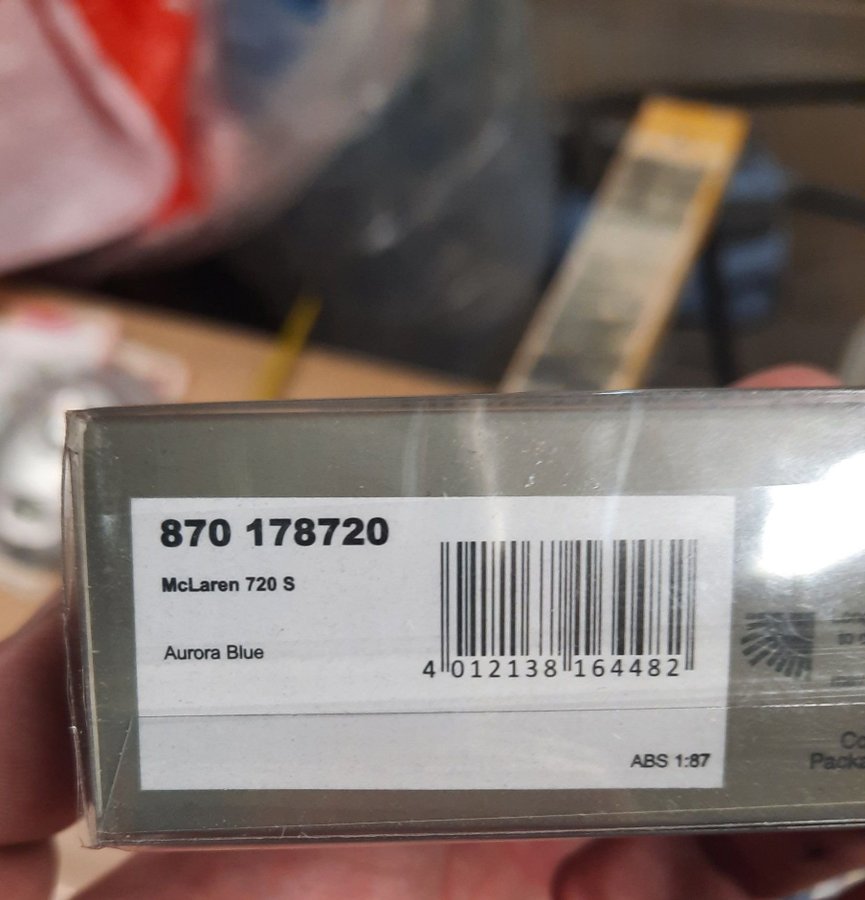 870 178720
McLaren 720 S
Aurora Blue
4 012138 164482
ABS 1:87